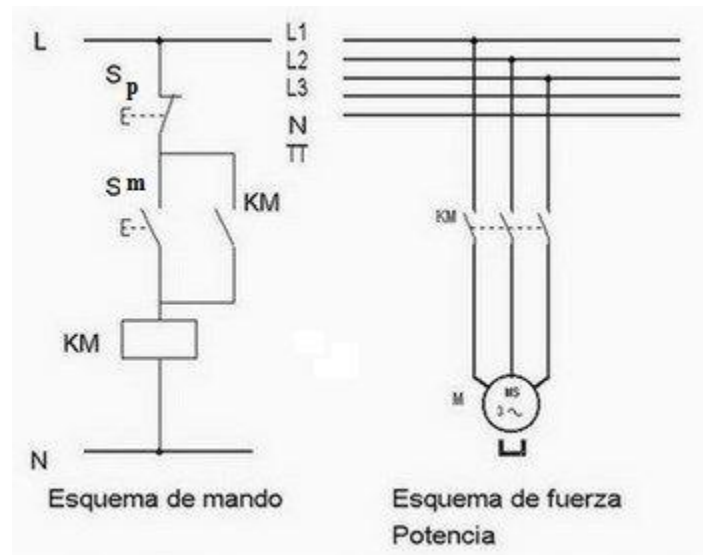 L
Sp
Sm
KM
KM
N
Esquema de mando
L1
L2
L3
N
TT
KM
M
MS
3 ~
Esquema de fuerza
Potencia